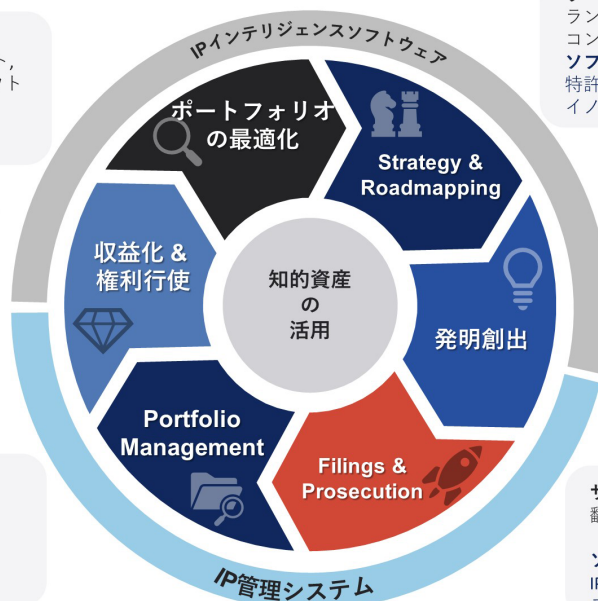 IPインテリジェンスソフトウェア
ポートフォリオ
の最適化
Strategy &
Roadmapping
収益化 &
権利行使
知的資産
の
活用
発明創出
Portfolio
Management
Filings &
Prosecution
IP管理システム
ラン
コン
ソフ
特許
イノ
ト
翻
IP